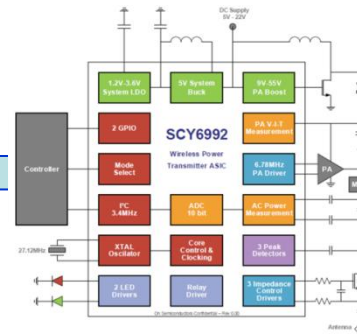 DC Supply
5V - 22V
1.2V-3.6V
System LDO
5V System
Buck
9V-55V
PA Boost
2 GPIO
SCY6992
Wireless Power
Transmitter ASIC
PA V-I-T
Measurement
Controller
Mode
Select
6.78MHz
PA Driver
PA
I²C
3.4MHz
ADC
10 bit
AC Power
Measurement
27.12MHz
XTAL
Oscilator
Core
Control &
Clocking
3 Peak
Detectors
2 LED
Drivers
Relay
Driver
3 Impedance
Control
Drivers
Antenna